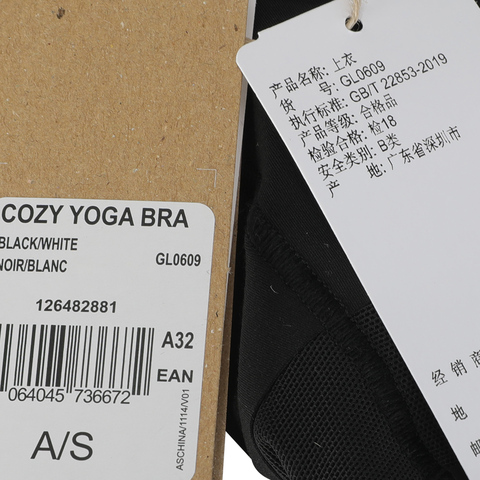 COZY YOGA BRA
BLACK/WHITE
NOIR/BLANC
GL0609
126482881
A32
EAN
064045 736672
A/S
ASCHINA/1114/V01
产品名称: 上衣
货 号: GL0609
执行标准: GB/T 22853-2019
产品等级: 合格品
检验合格: 检18
安全类别: B类
产 地: 广东省深圳市
经 销 商
地
邮